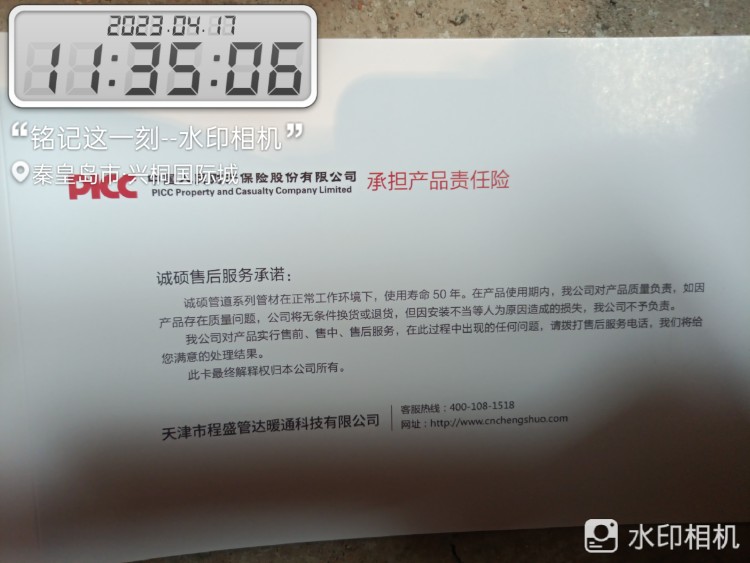 2023.04.17
11:35:06
“铭记这一刻--水印相机”
秦皇岛市·兴桐国际城
PICC
保险股份有限公司
PICC Property and Casualty Company Limited
承担产品责任险
诚硕售后服务承诺：
诚硕管道系列管材在正常工作环境下，使用寿命 50 年。在产品使用期内，我公司对产品质量负责，如因
产品存在质量问题，公司将无条件换货或退货，但因安装不当等人为原因造成的损失，我公司不予负责。
我公司对产品实行售前、售中、售后服务，在此过程中出现的任何问题，请拨打售后服务电话，我们将给
您满意的处理结果。
此卡最终解释权归本公司所有。
天津市程盛管达暖通科技有限公司
客服热线：400-108-1518
网址：http://www.cnchengshuo.com
水印相机